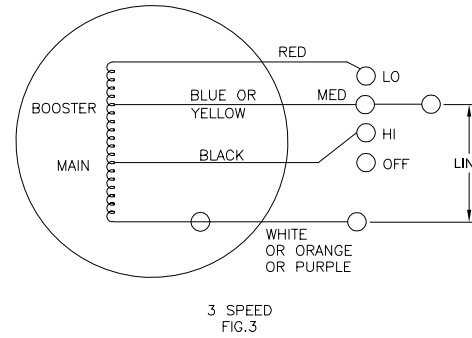 RED
LO
BOOSTER
BLUE OR
YELLOW
MED
HI
MAIN
BLACK
OFF
LIN
WHITE
OR ORANGE
OR PURPLE
3 SPEED
FIG.3